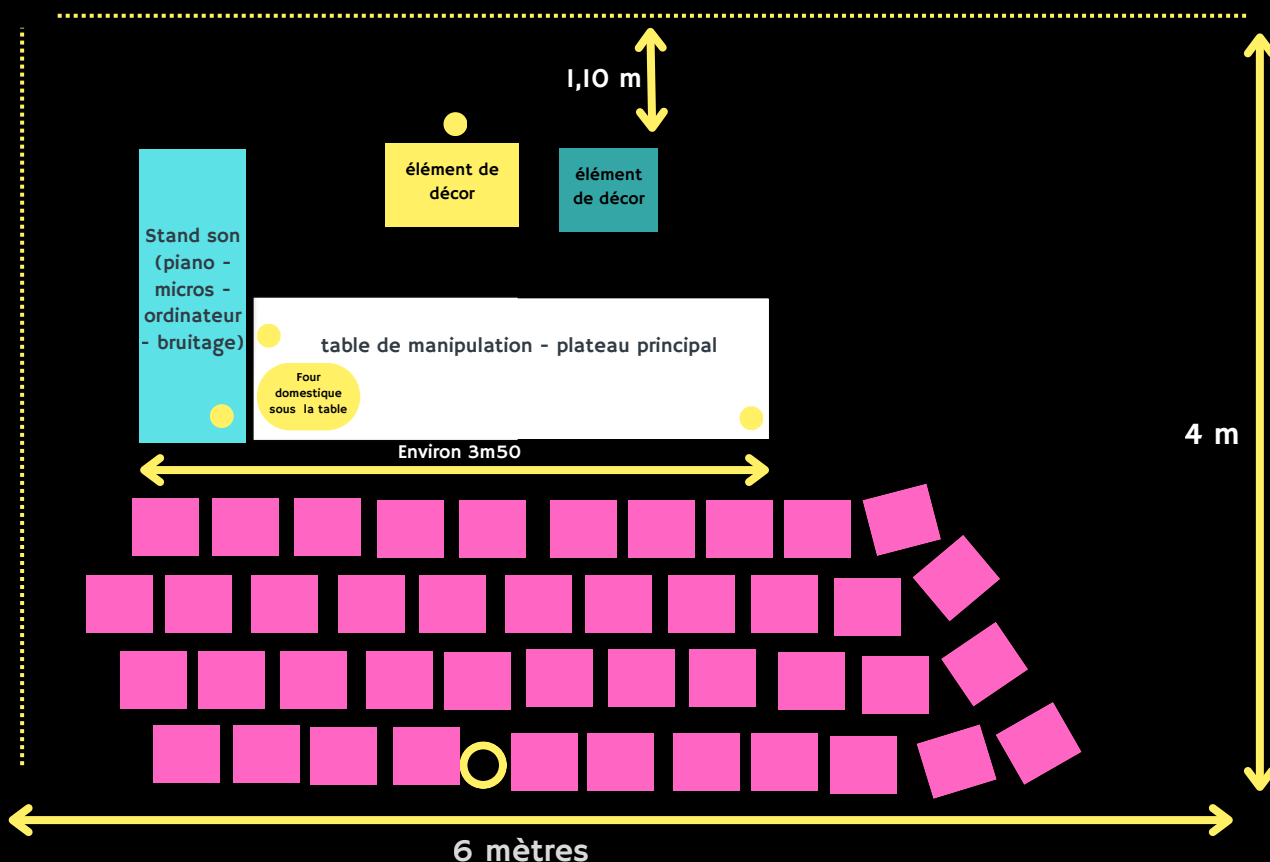 1,10 m
élément de
décor
élément
de décor
Stand son
(piano -
micros -
ordinateur
- bruitage)
table de manipulation - plateau principal
Four
domestique
sous la table
Environ 3m50
4 m
6 mètres